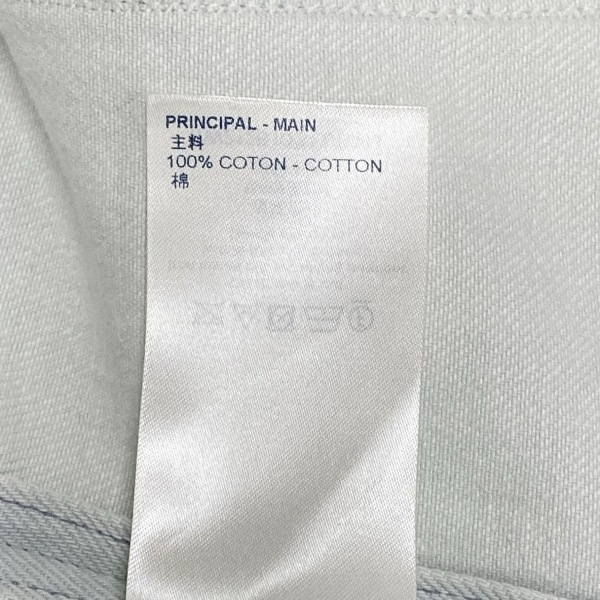 PRINCIPAL - MAIN
主料
100% COTON - COTTON
棉